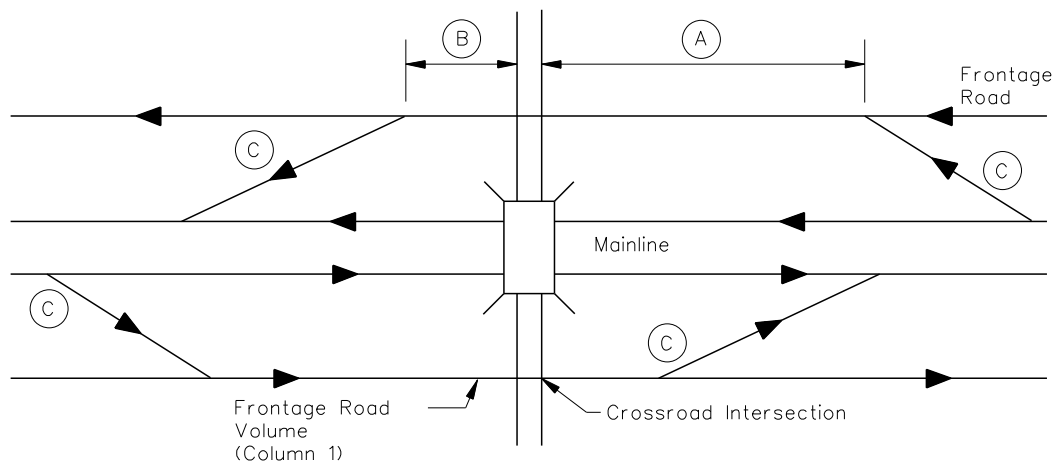 B
A
Frontage
Road
C
C
Mainline
C
C
Frontage Road
Volume
(Column 1)
Crossroad Intersection